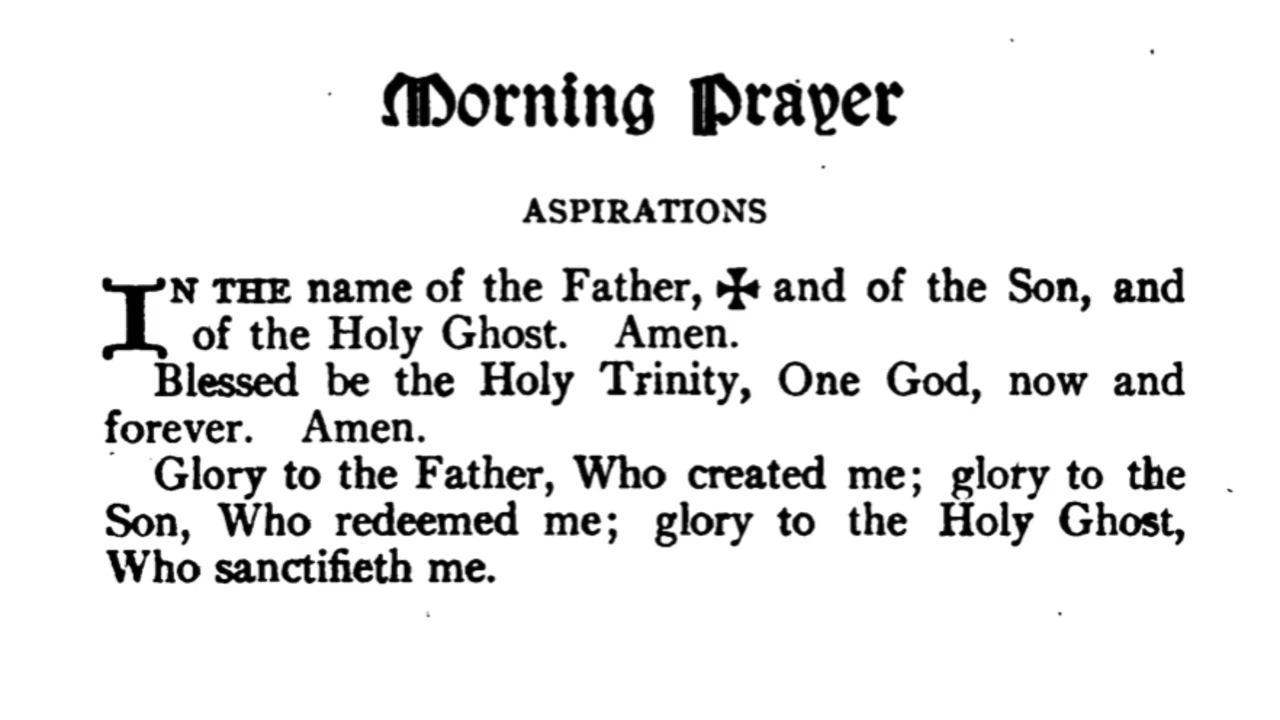 Morning Prayer
ASPIRATIONS
IN THE name of the Father, ✠ and of the Son, and
of the Holy Ghost. Amen.
Blessed be the Holy Trinity, One God, now and
forever. Amen.
Glory to the Father, Who created me; glory to the
Son, Who redeemed me; glory to the Holy Ghost,
Who sanctifieth me.